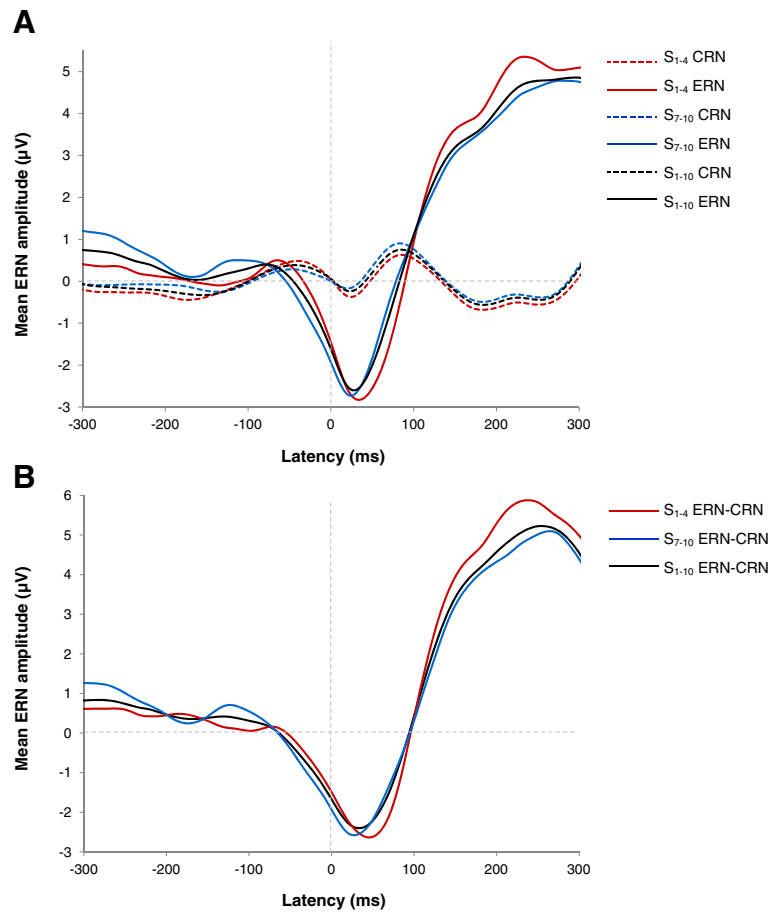 A
Mean ERN amplitude (µV)
5
4
3
2
1
0
-1
-2
-3
-300
-200
-100
0
100
200
300
Latency (ms)
S1-4 CRN
S1-4 ERN
S7-10 CRN
S7-10 ERN
S1-10 CRN
S1-10 ERN
B
Mean ERN amplitude (µV)
6
5
4
3
2
1
0
-1
-2
-3
-300
-200
-100
0
100
200
300
Latency (ms)
S1-4 ERN-CRN
S7-10 ERN-CRN
S1-10 ERN-CRN